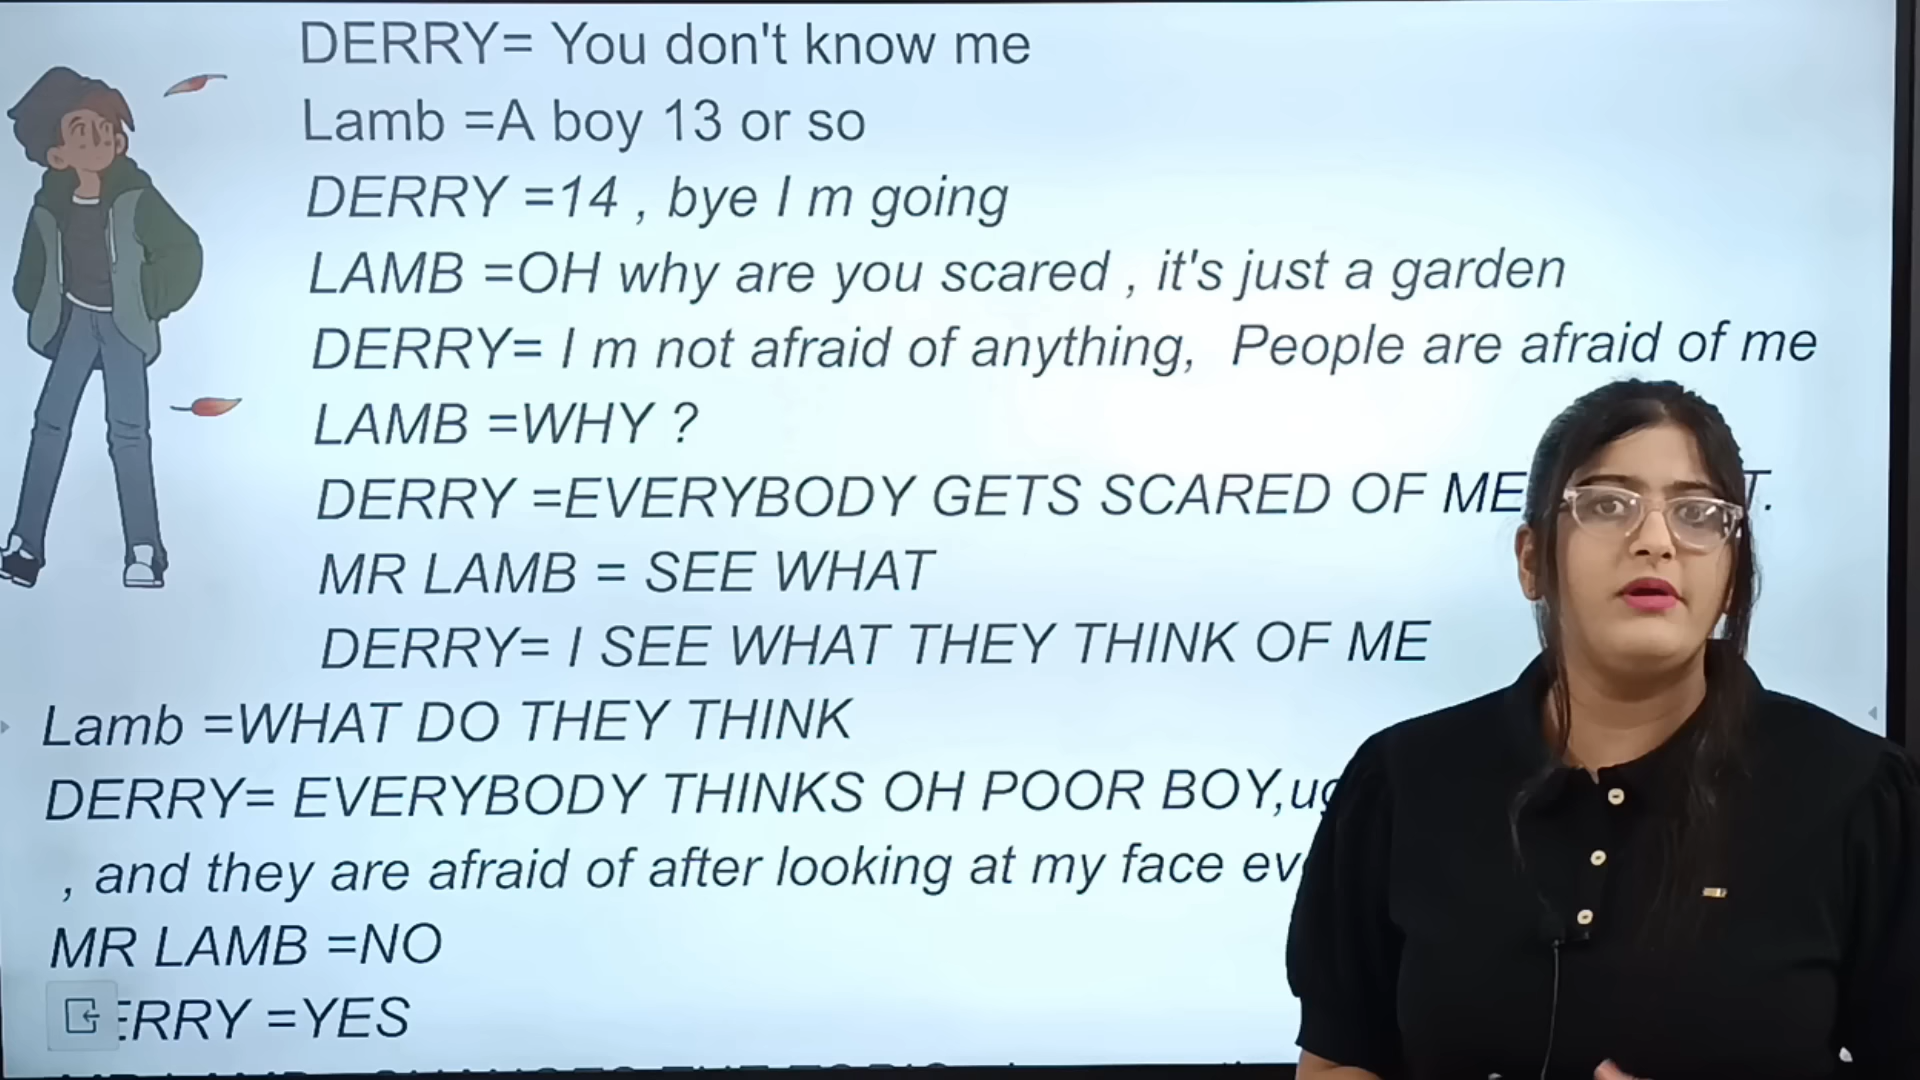 DERRY= You don't know me
Lamb =A boy 13 or so
DERRY =14 , bye I m going
LAMB =OH why are you scared , it's just a garden
DERRY= I m not afraid of anything, People are afraid of me
LAMB =WHY ?
DERRY =EVERYBODY GETS SCARED OF ME
MR LAMB = SEE WHAT
DERRY= I SEE WHAT THEY THINK OF ME
Lamb =WHAT DO THEY THINK
DERRY= EVERYBODY THINKS OH POOR BOY,
, and they are afraid of after looking at my face
MR LAMB =NO
ERRY =YES